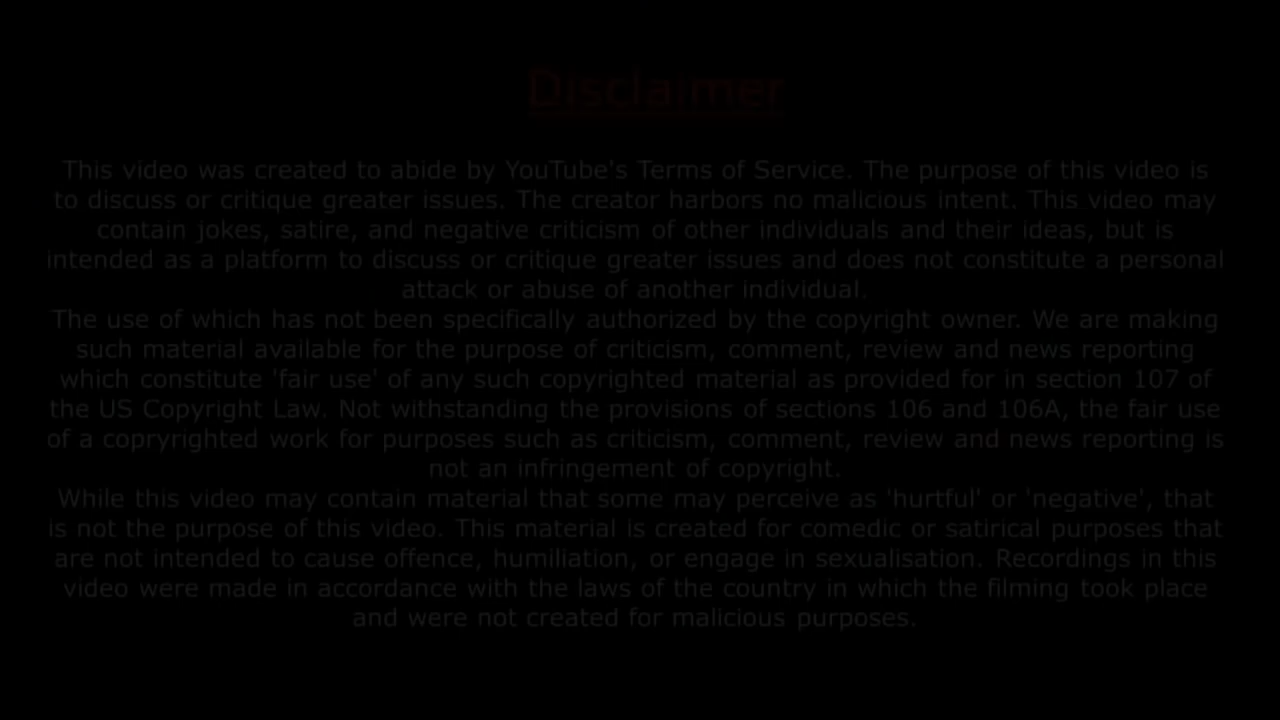 Disclaimer
This video was created to abide by YouTube's Terms of Service. The purpose of this video is
to discuss or critique greater issues. The creator harbors no malicious intent. This video may
contain jokes, satire, and negative criticism of other individuals and their ideas, but is
intended as a platform to discuss or critique greater issues and does not constitute a personal
attack or abuse of another individual.
The use of which has not been specifically authorized by the copyright owner. We are making
such material available for the purpose of criticism, comment, review and news reporting
which constitute 'fair use' of any such copyrighted material as provided for in section 107 of
the US Copyright Law. Not withstanding the provisions of sections 106 and 106A, the fair use
of a copryrighted work for purposes such as criticism, comment, review and news reporting is
not an infringement of copyright.
While this video may contain material that some may perceive as 'hurtful' or 'negative', that
is not the purpose of this video. This material is created for comedic or satirical purposes that
are not intended to cause offence, humiliation, or engage in sexualisation. Recordings in this
video were made in accordance with the laws of the country in which the filming took place
and were not created for malicious purposes.